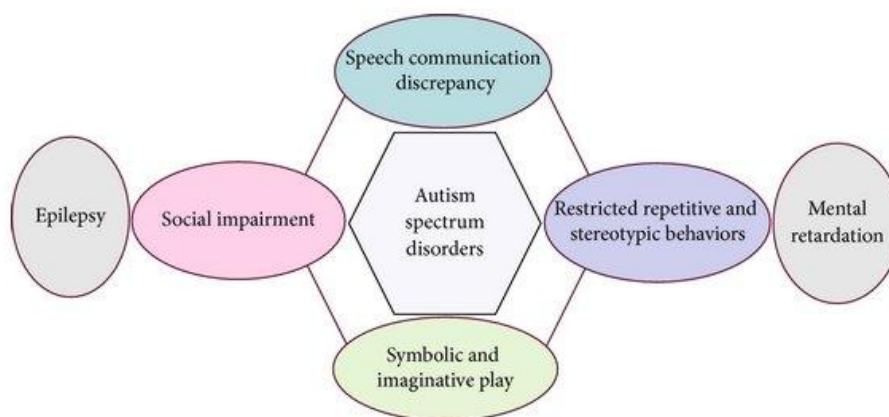 Speech communication
discrepancy
Epilepsy
Social impairment
Autism
spectrum
disorders
Restricted repetitive and
stereotypic behaviors
Mental
retardation
Symbolic and
imaginative play